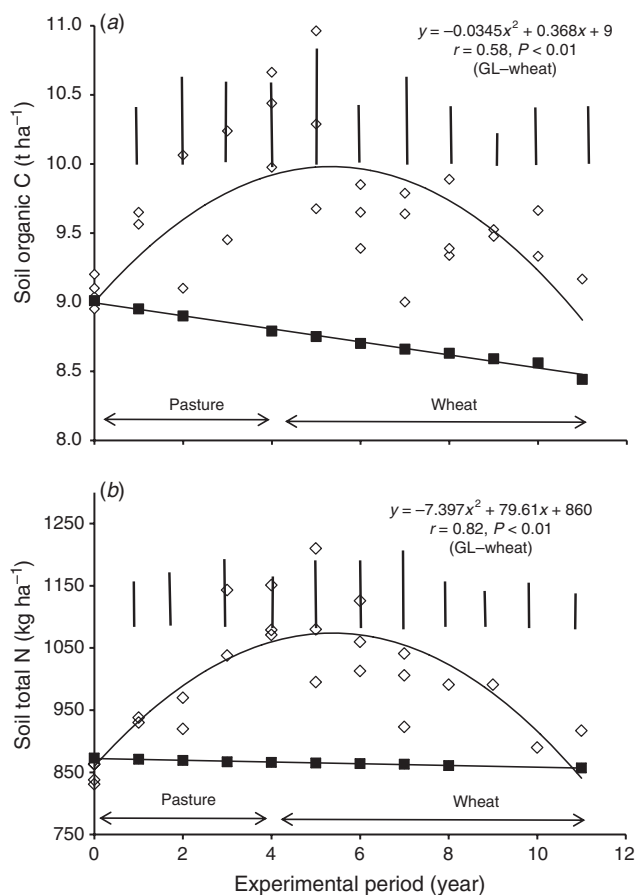 (a)
y = –0.0345x² + 0.368x + 9
r = 0.58, P < 0.01
(GL–wheat)
Soil organic C (t ha⁻¹)
11.0
10.5
10.0
9.5
9.0
8.5
8.0
Pasture
Wheat
(b)
y = –7.397x² + 79.61x + 860
r = 0.82, P < 0.01
(GL–wheat)
Soil total N (kg ha⁻¹)
1250
1150
1050
950
850
750
Pasture
Wheat
0 2 4 6 8 10 12
Experimental period (year)